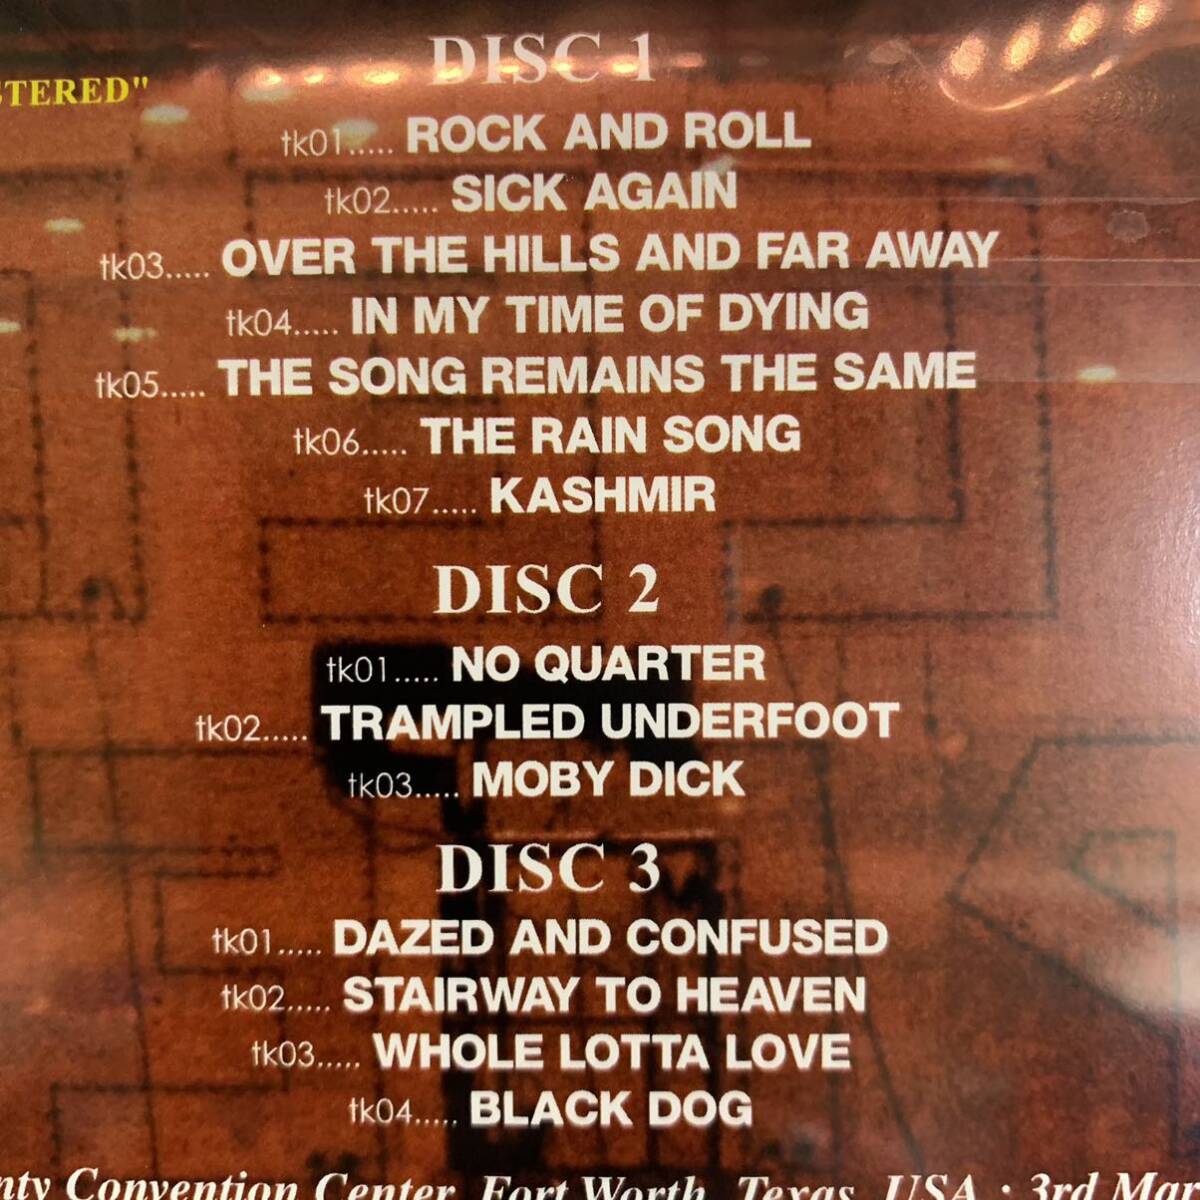 DISC 1
STERED"
tk01..... ROCK AND ROLL
tk02..... SICK AGAIN
tk03..... OVER THE HILLS AND FAR AWAY
tk04..... IN MY TIME OF DYING
tk05..... THE SONG REMAINS THE SAME
tk06..... THE RAIN SONG
tk07..... KASHMIR
DISC 2
tk01..... NO QUARTER
tk02..... TRAMPLED UNDERFOOT
tk03..... MOBY DICK
DISC 3
tk01..... DAZED AND CONFUSED
tk02..... STAIRWAY TO HEAVEN
tk03..... WHOLE LOTTA LOVE
tk04..... BLACK DOG
nty Convention Center, Fort Worth, Texas, USA • 3rd Mar